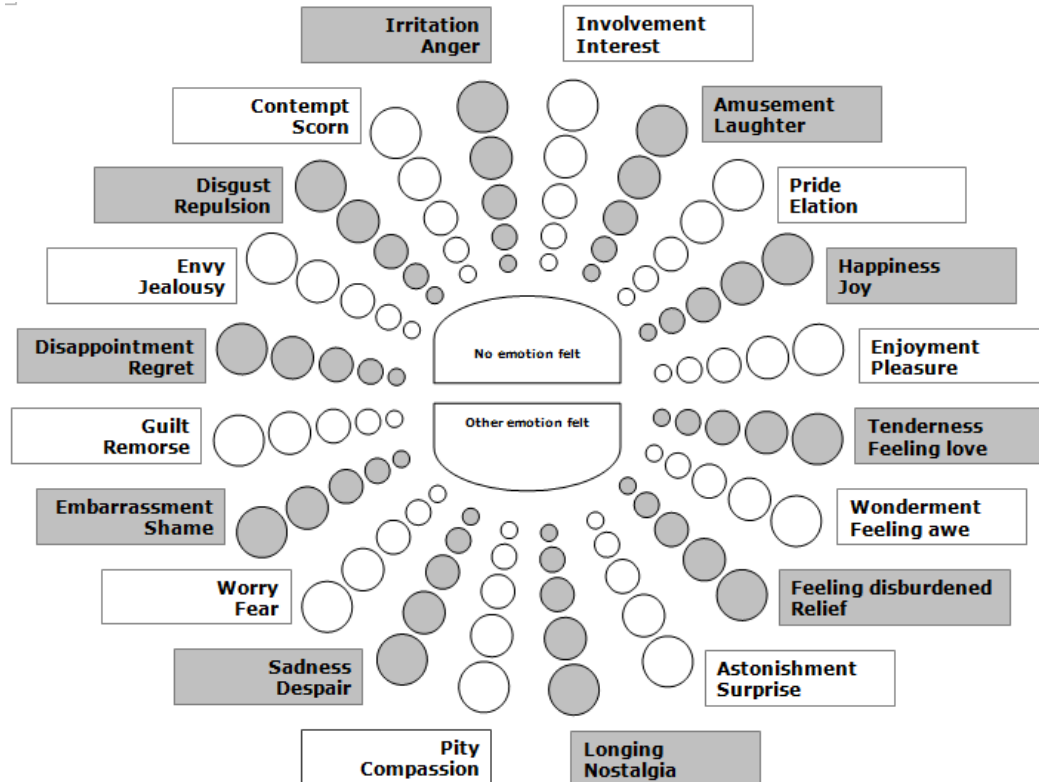 Irritation
Anger
Involvement
Interest
Contempt
Scorn
Amusement
Laughter
Disgust
Repulsion
Pride
Elation
Envy
Jealousy
Happiness
Joy
Disappointment
Regret
No emotion felt
Enjoyment
Pleasure
Guilt
Remorse
Other emotion felt
Tenderness
Feeling love
Embarrassment
Shame
Wonderment
Feeling awe
Worry
Fear
Feeling disburdened
Relief
Sadness
Despair
Astonishment
Surprise
Pity
Compassion
Longing
Nostalgia